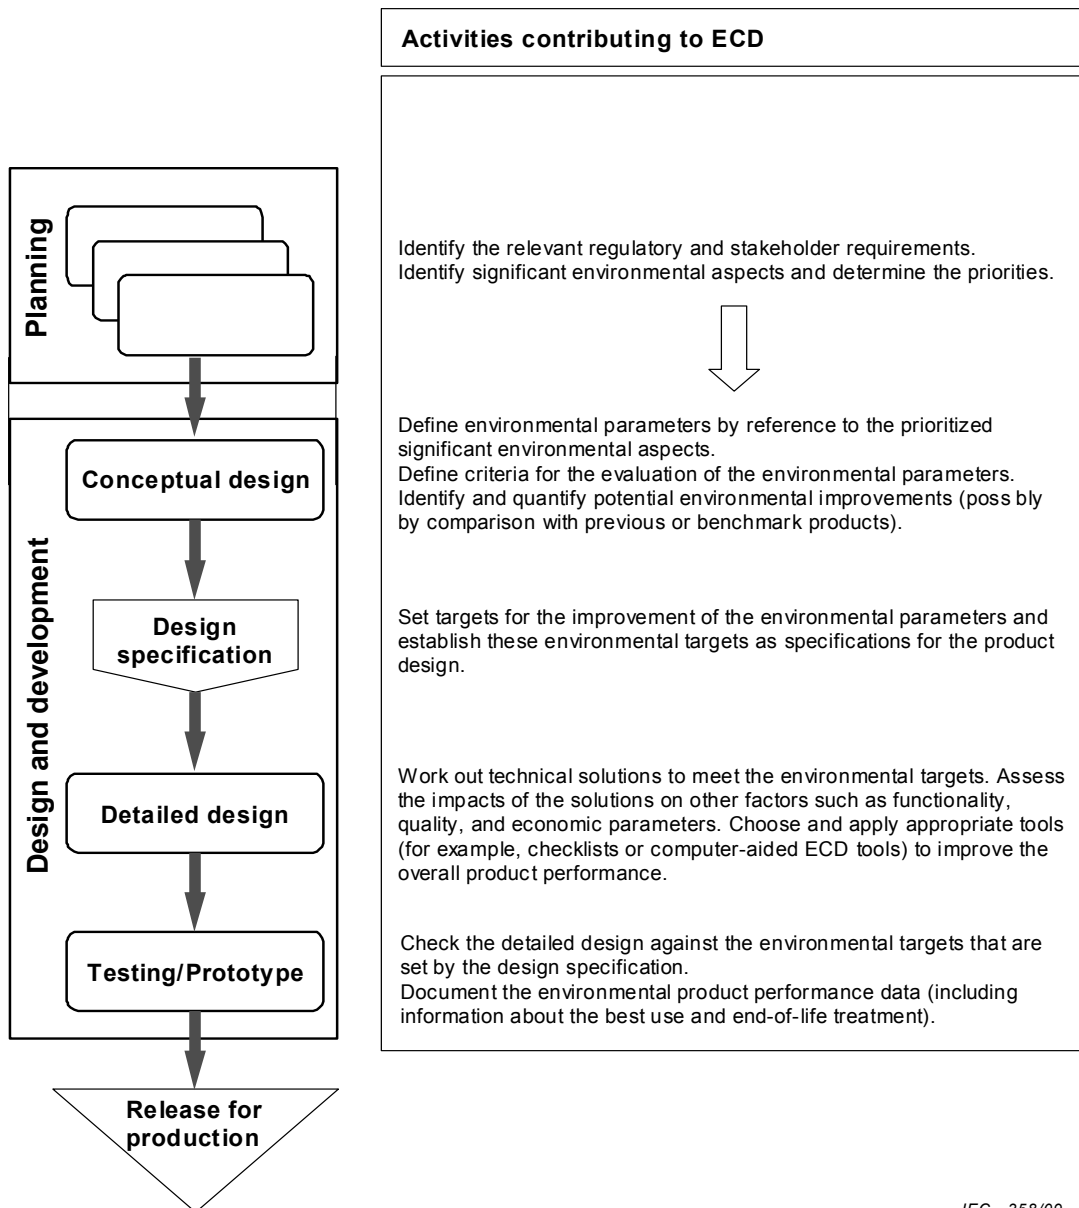 Activities contributing to ECD
Planning
Identify the relevant regulatory and stakeholder requirements.
Identify significant environmental aspects and determine the priorities.
Design and development
Conceptual design
Define environmental parameters by reference to the prioritized
significant environmental aspects.
Define criteria for the evaluation of the environmental parameters.
Identify and quantify potential environmental improvements (poss bly
by comparison with previous or benchmark products).
Design
specification
Set targets for the improvement of the environmental parameters and
establish these environmental targets as specifications for the product
design.
Detailed design
Work out technical solutions to meet the environmental targets. Assess
the impacts of the solutions on other factors such as functionality,
quality, and economic parameters. Choose and apply appropriate tools
(for example, checklists or computer-aided ECD tools) to improve the
overall product performance.
Testing/Prototype
Check the detailed design against the environmental targets that are
set by the design specification.
Document the environmental product performance data (including
information about the best use and end-of-life treatment).
Release for
production